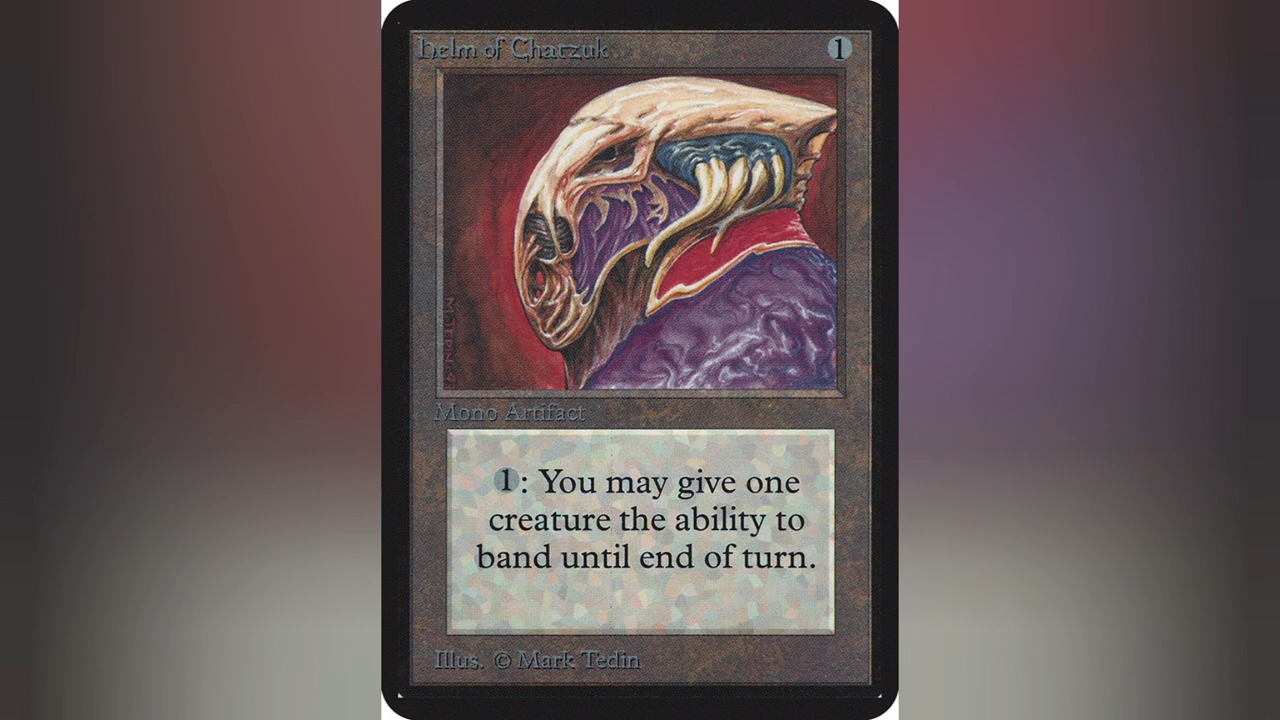 Helm of Chatzuk
1
Mono Artifact
1: You may give one
creature the ability to
band until end of turn.
Illus. © Mark Tedin